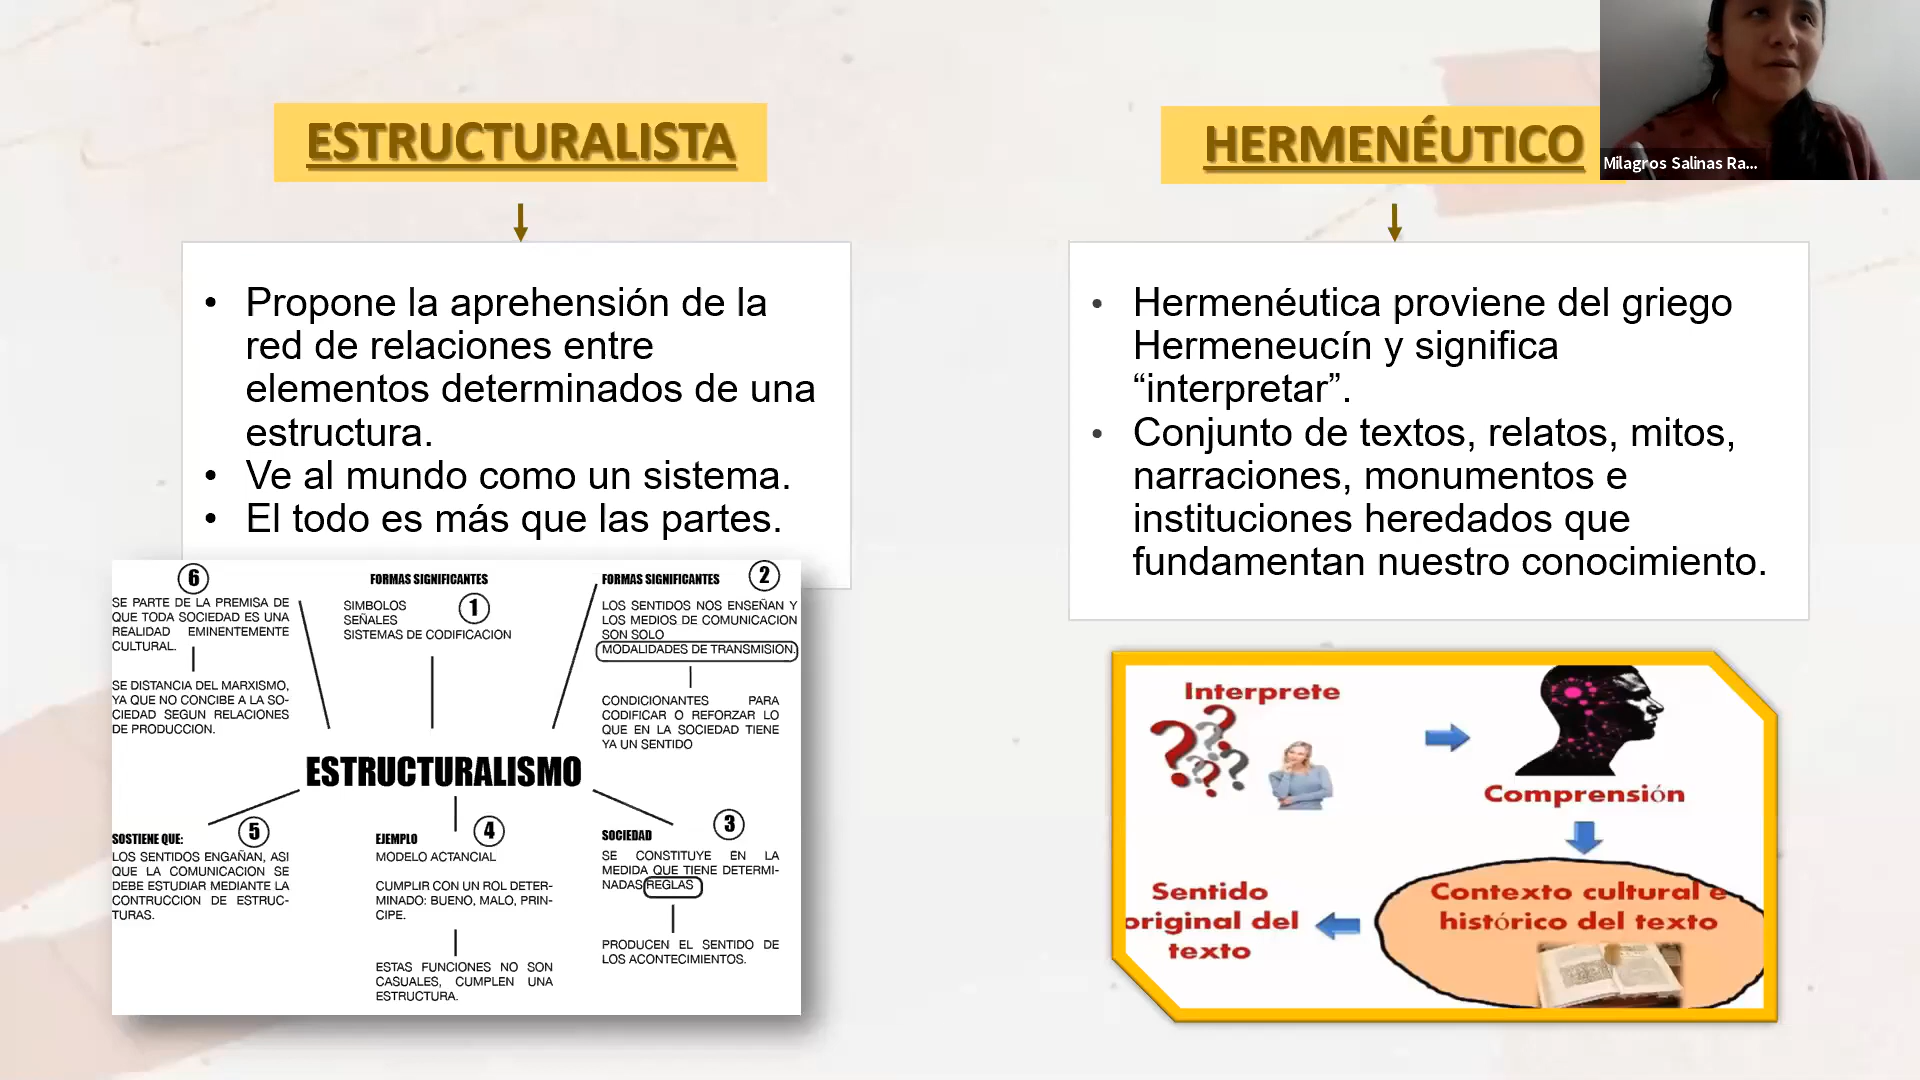 ESTRUCTURALISTA
• Propone la aprehensión de la
red de relaciones entre
elementos determinados de una
estructura.
• Ve al mundo como un sistema.
• El todo es más que las partes.
6
SE PARTE DE LA PREMISA DE
QUE TODA SOCIEDAD ES UNA
REALIDAD EMINENTEMENTE
CULTURAL.
SE DISTANCIA DEL MARXISMO,
YA QUE NO CONCIBE A LA SO-
CIEDAD SEGUN RELACIONES
DE PRODUCCION.
FORMAS SIGNIFICANTES
1
SIMBOLOS
SEÑALES
SISTEMAS DE CODIFICACION
FORMAS SIGNIFICANTES
2
LOS SENTIDOS NOS ENSEÑAN Y
LOS MEDIOS DE COMUNICACION
SON SOLO
MODALIDADES DE TRANSMISION.
CONDICIONANTES PARA
CODIFICAR O REFORZAR LO
QUE EN LA SOCIEDAD TIENE
YA UN SENTIDO
ESTRUCTURALISMO
SOSTIENE QUE:
5
LOS SENTIDOS ENGAÑAN, ASI
QUE LA COMUNICACION SE
DEBE ESTUDIAR MEDIANTE LA
CONTRUCCION DE ESTRUC-
TURAS.
EJEMPLO
4
MODELO ACTANCIAL
CUMPLIR CON UN ROL DETER-
MINADO: BUENO, MALO, PRIN-
CIPE.
ESTAS FUNCIONES NO SON
CASUALES, CUMPLEN UNA
ESTRUCTURA.
SOCIEDAD
3
SE CONSTITUYE EN LA
MEDIDA QUE TIENE DETERMI-
NADAS REGLAS
PRODUCEN EL SENTIDO DE
LOS ACONTECIMIENTOS.
HERMENÉUTICO
• Hermenéutica proviene del griego
Hermeneucín y significa
“interpretar”.
• Conjunto de textos, relatos, mitos,
narraciones, monumentos e
instituciones heredados que
fundamentan nuestro conocimiento.
Interprete
Comprensión
Contexto cultural e
histórico del texto
Sentido
original del
texto
Milagros Salinas Ra...